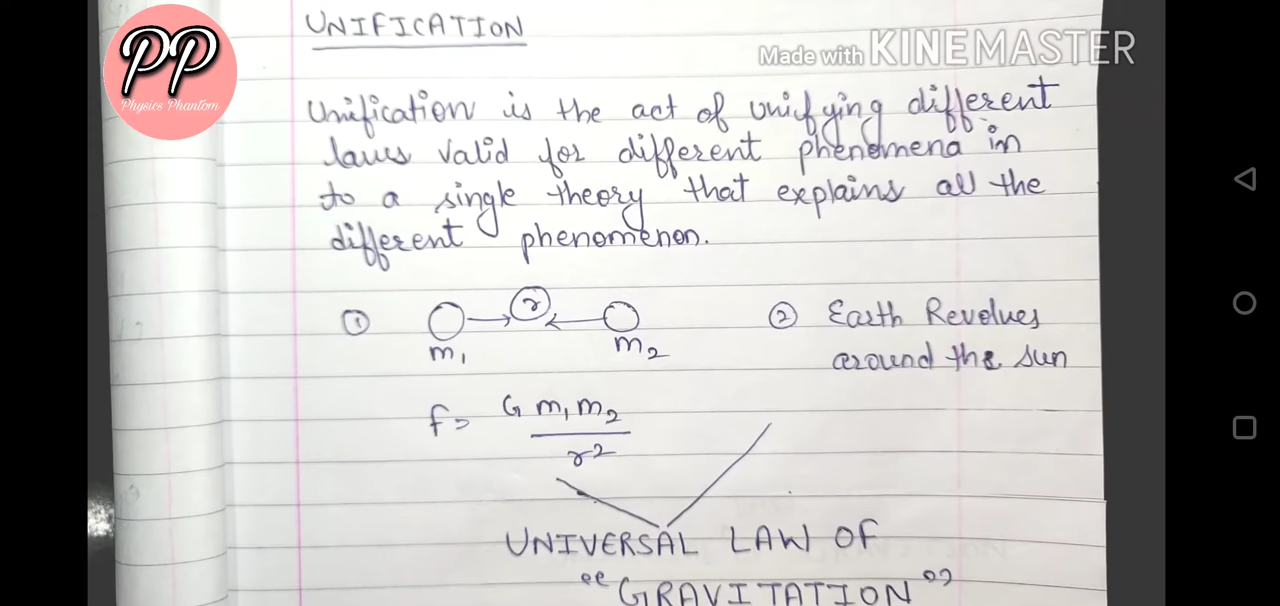 UNIFICATION
PP
Physics Phantom
Made with KINEMASTER
Unification is the act of unifying different
laws valid for different phenomena in
to a single theory that explains all the
different phenomenon.
① r ② Earth Revolves
m₁ m₂ around the sun
f = G m₁ m₂
r²
UNIVERSAL LAW OF
"GRAVITATION"